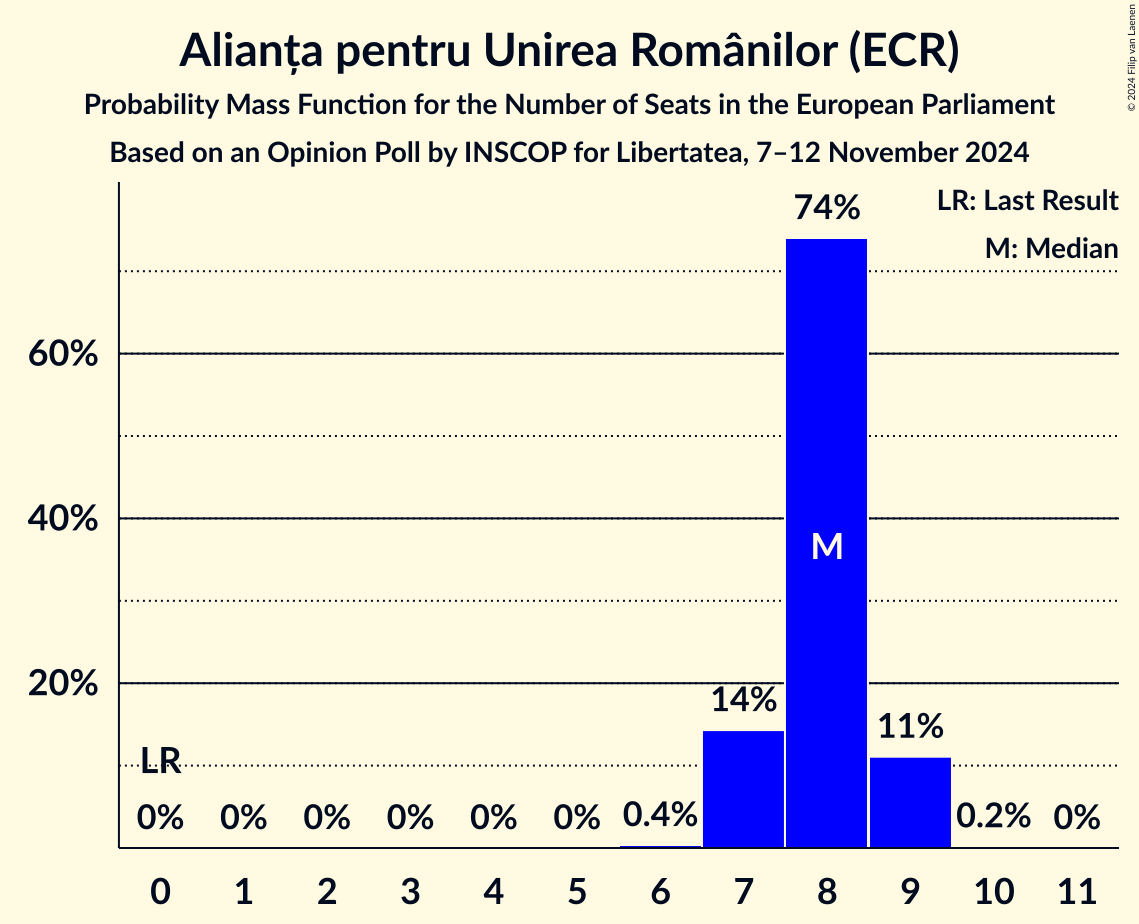 Alianța pentru Unirea Românilor (ECR)
Probability Mass Function for the Number of Seats in the European Parliament
Based on an Opinion Poll by INSCOP for Libertatea, 7–12 November 2024
© 2024 Filip van Laenen
LR: Last Result
M: Median
74%
60%
40%
M
20%
14%
11%
LR
0% 0% 0% 0% 0% 0% 0.4% 0.2% 0%
0 1 2 3 4 5 6 7 8 9 10 11